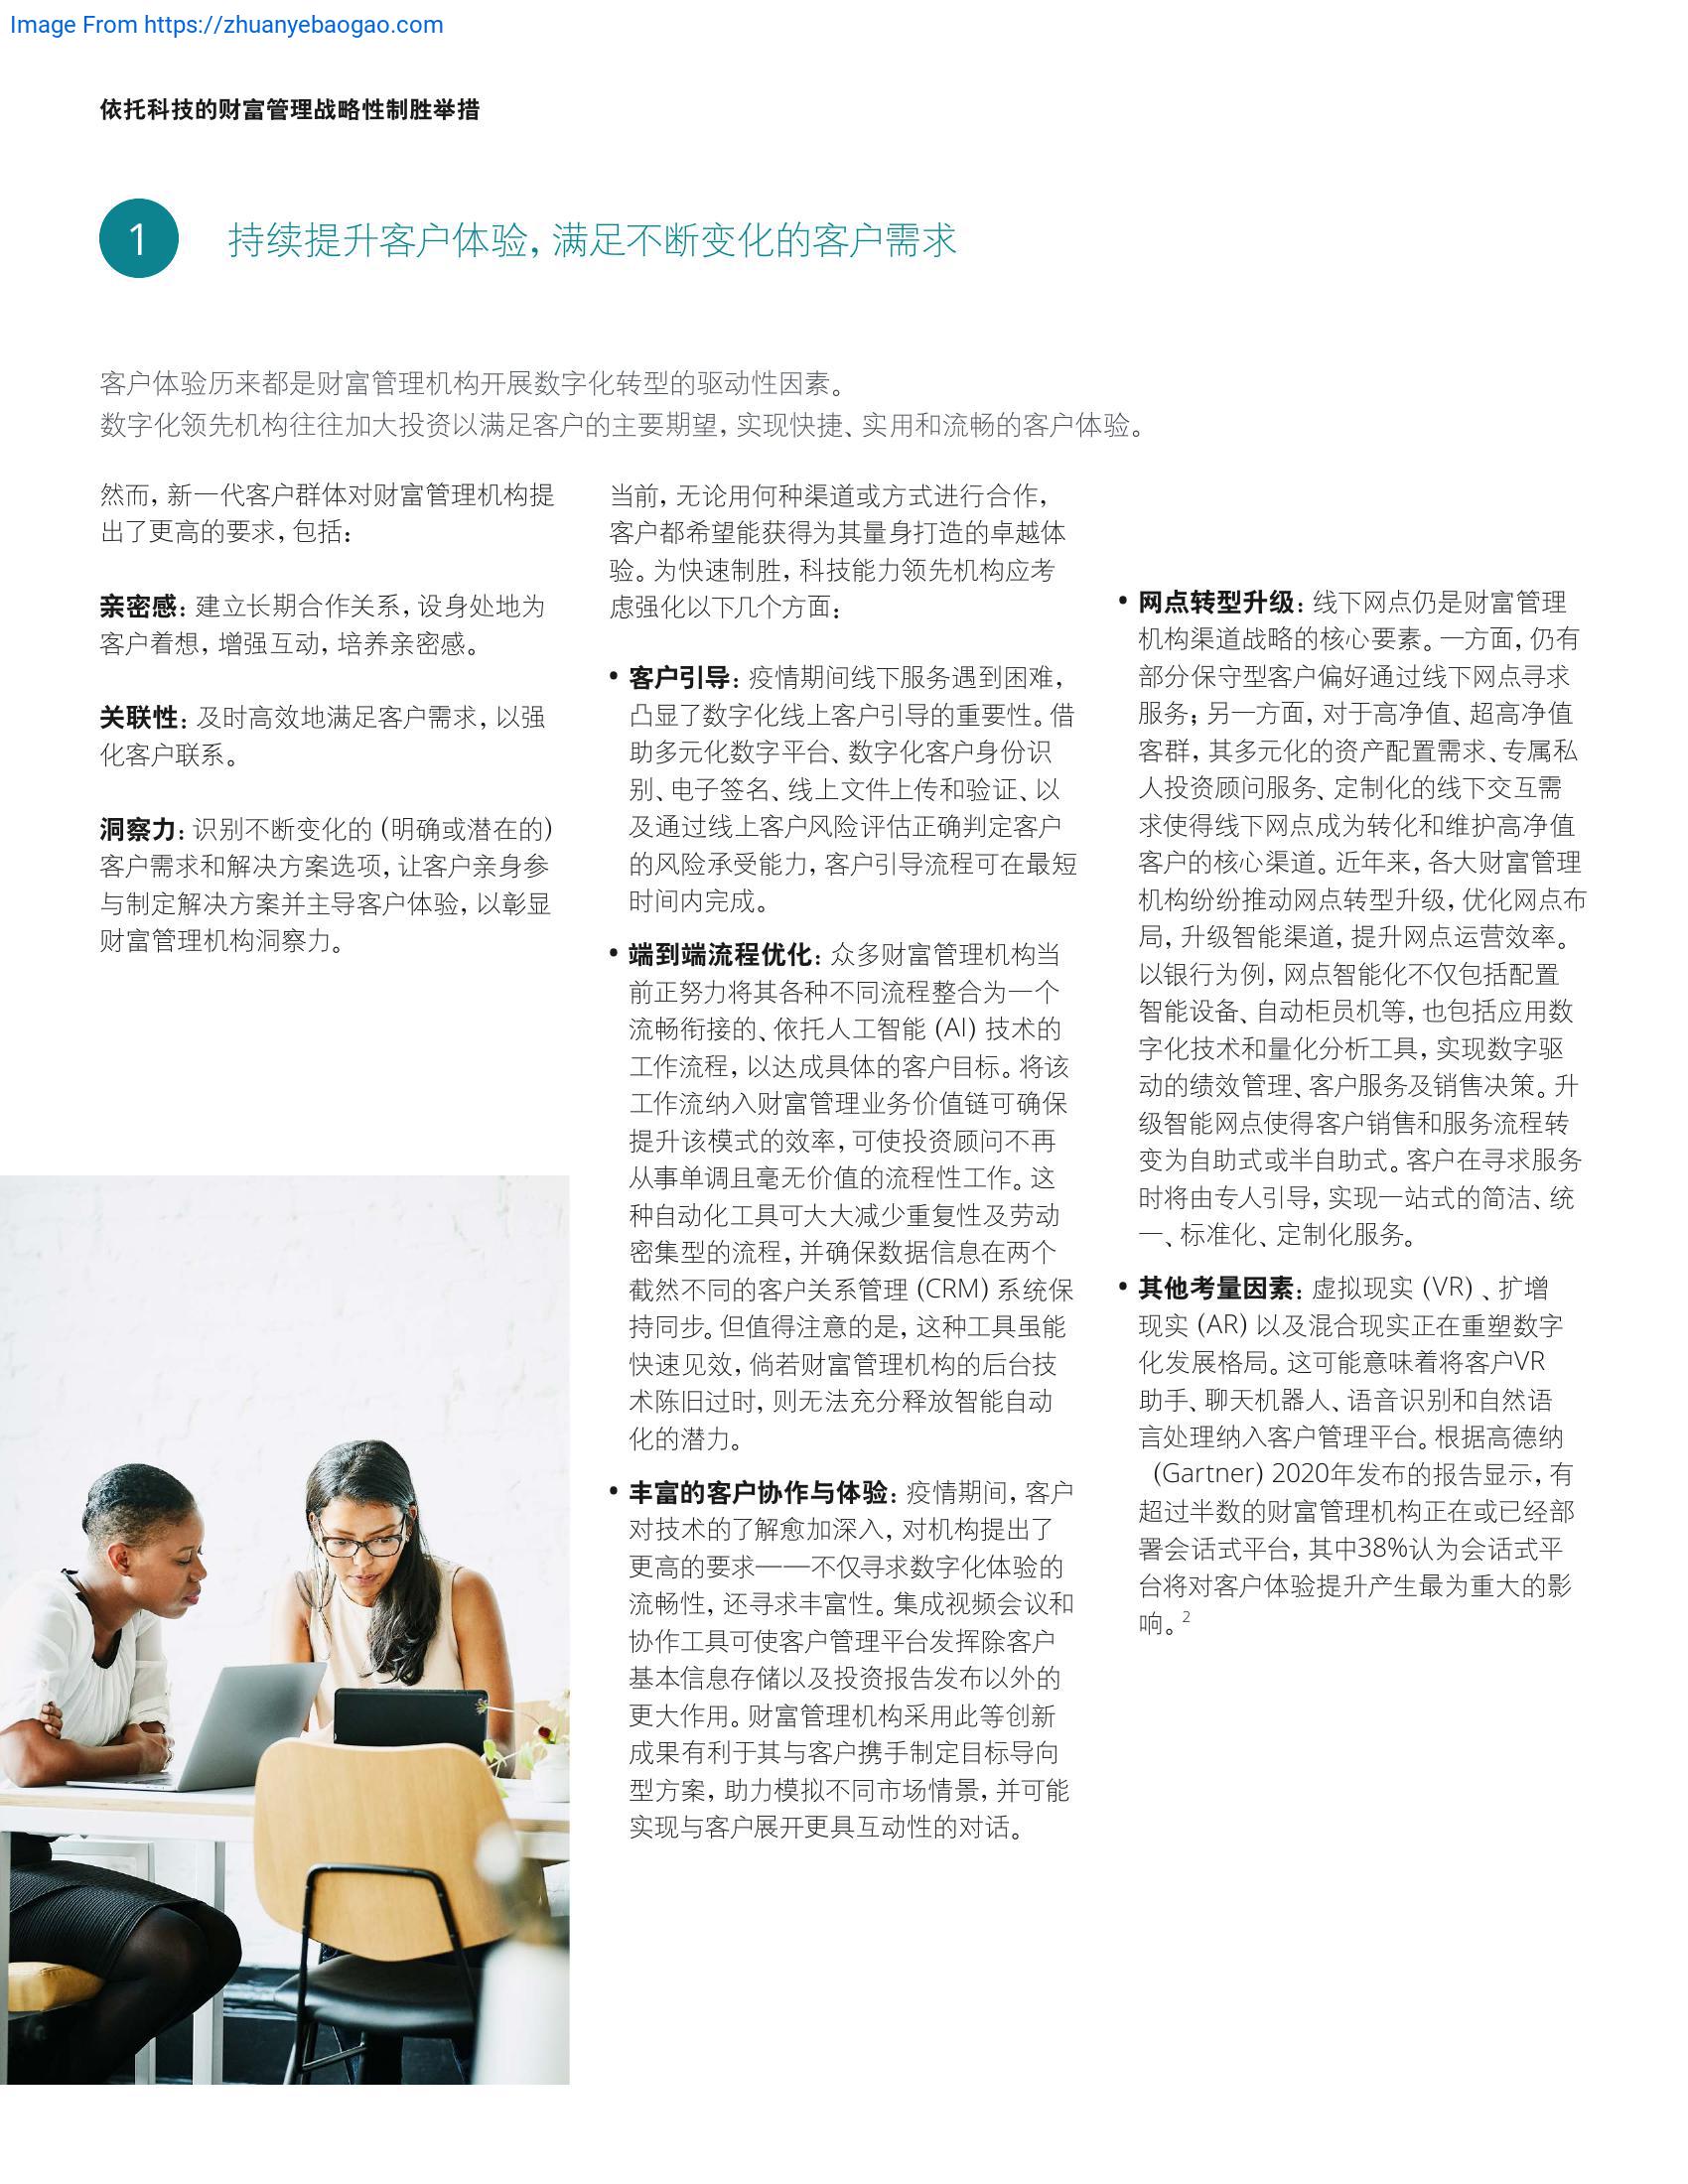 Image From https://zhuanyebaogao.com
依托科技的财富管理战略性制胜举措
1
持续提升客户体验，满足不断变化的客户需求
客户体验历来都是财富管理机构开展数字化转型的驱动性因素。
数字化领先机构往往加大投资以满足客户的主要期望，实现快捷、实用和流畅的客户体验。
然而，新一代客户群体对财富管理机构提
出了更高的要求，包括：
亲密感：建立长期合作关系，设身处地为
客户着想，增强互动，培养亲密感。
关联性：及时高效地满足客户需求，以强
化客户联系。
洞察力：识别不断变化的（明确或潜在的）
客户需求和解决方案选项，让客户亲身参
与制定解决方案并主导客户体验，以彰显
财富管理机构洞察力。
当前，无论用何种渠道或方式进行合作，
客户都希望能获得为其量身打造的卓越体
验。为快速制胜，科技能力领先机构应考
虑强化以下几个方面：
• 客户引导：疫情期间线下服务遇到困难，
凸显了数字化线上客户引导的重要性。借
助多元化数字平台、数字化客户身份识
别、电子签名、线上文件上传和验证、以
及通过线上客户风险评估正确判定客户
的风险承受能力，客户引导流程可在最短
时间内完成。
• 端到端流程优化：众多财富管理机构当
前正努力将其各种不同流程整合为一个
流畅衔接的、依托人工智能（AI）技术的
工作流程，以达成具体的客户目标。将该
工作流纳入财富管理业务价值链可确保
提升该模式的效率，可使投资顾问不再
从事单调且毫无价值的流程性工作。这
种自动化工具可大大减少重复性及劳动
密集型的流程，并确保数据信息在两个
截然不同的客户关系管理（CRM）系统保
持同步。但值得注意的是，这种工具虽能
快速见效，倘若财富管理机构的后台技
术陈旧过时，则无法充分释放智能自动
化的潜力。
• 丰富的客户协作与体验：疫情期间，客户
对技术的了解愈加深入，对机构提出了
更高的要求——不仅寻求数字化体验的
流畅性，还寻求丰富性。集成视频会议和
协作工具可使客户管理平台发挥除客户
基本信息存储以及投资报告发布以外的
更大作用。财富管理机构采用此等创新
成果有利于其与客户携手制定目标导向
型方案，助力模拟不同市场情景，并可能
实现与客户展开更具互动性的对话。
• 网点转型升级：线下网点仍是财富管理
机构渠道战略的核心要素。一方面，仍有
部分保守型客户偏好通过线下网点寻求
服务；另一方面，对于高净值、超高净值
客群，其多元化的资产配置需求、专属私
人投资顾问服务、定制化的线下交互需
求使得线下网点成为转化和维护高净值
客户的核心渠道。近年来，各大财富管理
机构纷纷推动网点转型升级，优化网点布
局，升级智能渠道，提升网点运营效率。
以银行为例，网点智能化不仅包括配置
智能设备、自动柜员机等，也包括应用数
字化技术和量化分析工具，实现数字驱
动的绩效管理、客户服务及销售决策。升
级智能网点使得客户销售和服务流程转
变为自助式或半自助式。客户在寻求服务
时将由专人引导，实现一站式的简洁、统
一、标准化、定制化服务。
• 其他考量因素：虚拟现实（VR）、扩增
现实（AR）以及混合现实正在重塑数字
化发展格局。这可能意味着将客户VR
助手、聊天机器人、语音识别和自然语
言处理纳入客户管理平台。根据高德纳
（Gartner）2020年发布的报告显示，有
超过半数的财富管理机构正在或已经部
署会话式平台，其中38%认为会话式平
台将对客户体验提升产生最为重大的影
响。2